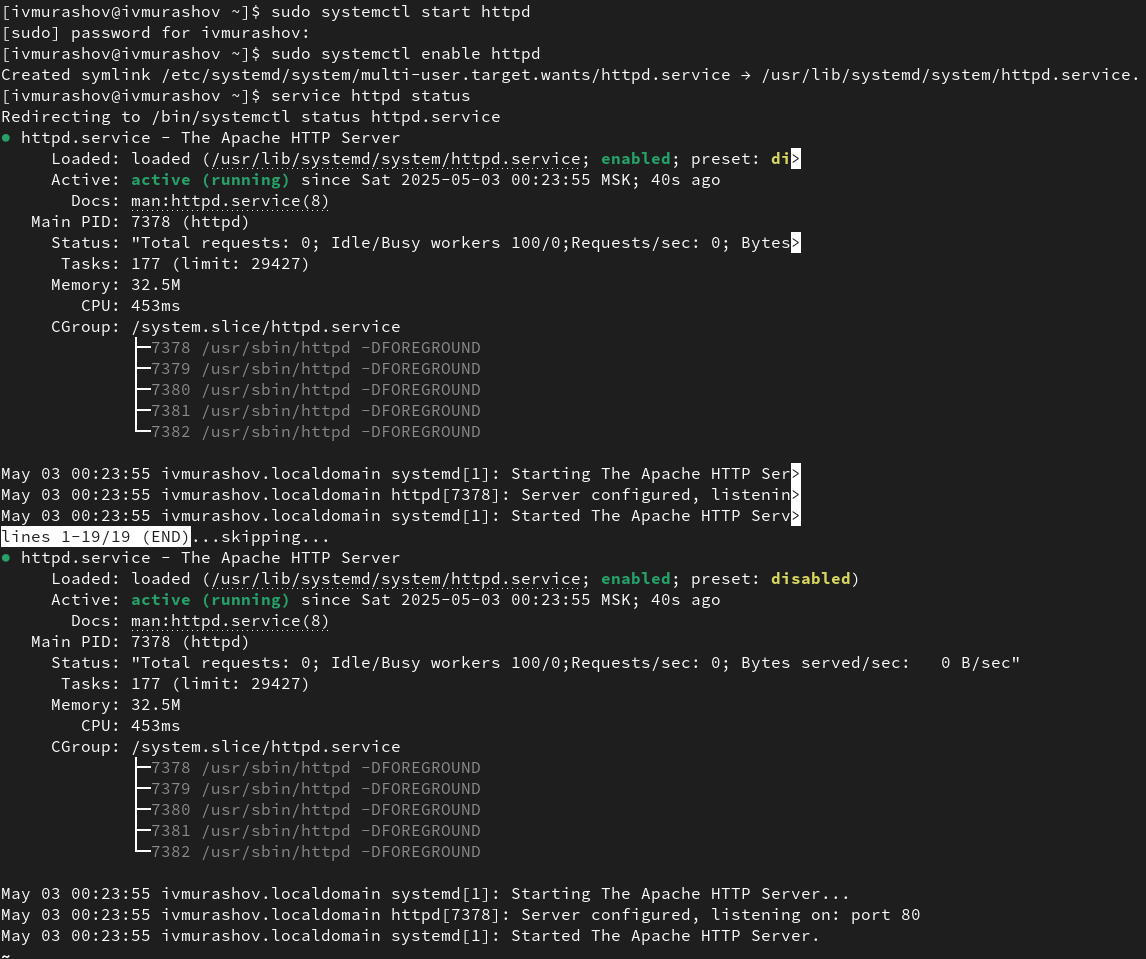 [ivmurashov@ivmurashov ~]$ sudo systemctl start httpd
[sudo] password for ivmurashov:
[ivmurashov@ivmurashov ~]$ sudo systemctl enable httpd
Created symlink /etc/systemd/system/multi-user.target.wants/httpd.service → /usr/lib/systemd/system/httpd.service.
[ivmurashov@ivmurashov ~]$ service httpd status
Redirecting to /bin/systemctl status httpd.service
● httpd.service - The Apache HTTP Server
     Loaded: loaded (/usr/lib/systemd/system/httpd.service; enabled; preset: di>
     Active: active (running) since Sat 2025-05-03 00:23:55 MSK; 40s ago
       Docs: man:httpd.service(8)
   Main PID: 7378 (httpd)
     Status: "Total requests: 0; Idle/Busy workers 100/0;Requests/sec: 0; Bytes>
      Tasks: 177 (limit: 29427)
     Memory: 32.5M
        CPU: 453ms
     CGroup: /system.slice/httpd.service
             ├─7378 /usr/sbin/httpd -DFOREGROUND
             ├─7379 /usr/sbin/httpd -DFOREGROUND
             ├─7380 /usr/sbin/httpd -DFOREGROUND
             ├─7381 /usr/sbin/httpd -DFOREGROUND
             └─7382 /usr/sbin/httpd -DFOREGROUND

May 03 00:23:55 ivmurashov.localdomain systemd[1]: Starting The Apache HTTP Ser>
May 03 00:23:55 ivmurashov.localdomain httpd[7378]: Server configured, listenin>
May 03 00:23:55 ivmurashov.localdomain systemd[1]: Started The Apache HTTP Serv>
lines 1-19/19 (END)...skipping...
● httpd.service - The Apache HTTP Server
     Loaded: loaded (/usr/lib/systemd/system/httpd.service; enabled; preset: disabled)
     Active: active (running) since Sat 2025-05-03 00:23:55 MSK; 40s ago
       Docs: man:httpd.service(8)
   Main PID: 7378 (httpd)
     Status: "Total requests: 0; Idle/Busy workers 100/0;Requests/sec: 0; Bytes served/sec:   0 B/sec"
      Tasks: 177 (limit: 29427)
     Memory: 32.5M
        CPU: 453ms
     CGroup: /system.slice/httpd.service
             ├─7378 /usr/sbin/httpd -DFOREGROUND
             ├─7379 /usr/sbin/httpd -DFOREGROUND
             ├─7380 /usr/sbin/httpd -DFOREGROUND
             ├─7381 /usr/sbin/httpd -DFOREGROUND
             └─7382 /usr/sbin/httpd -DFOREGROUND

May 03 00:23:55 ivmurashov.localdomain systemd[1]: Starting The Apache HTTP Server...
May 03 00:23:55 ivmurashov.localdomain httpd[7378]: Server configured, listening on: port 80
May 03 00:23:55 ivmurashov.localdomain systemd[1]: Started The Apache HTTP Server.
~